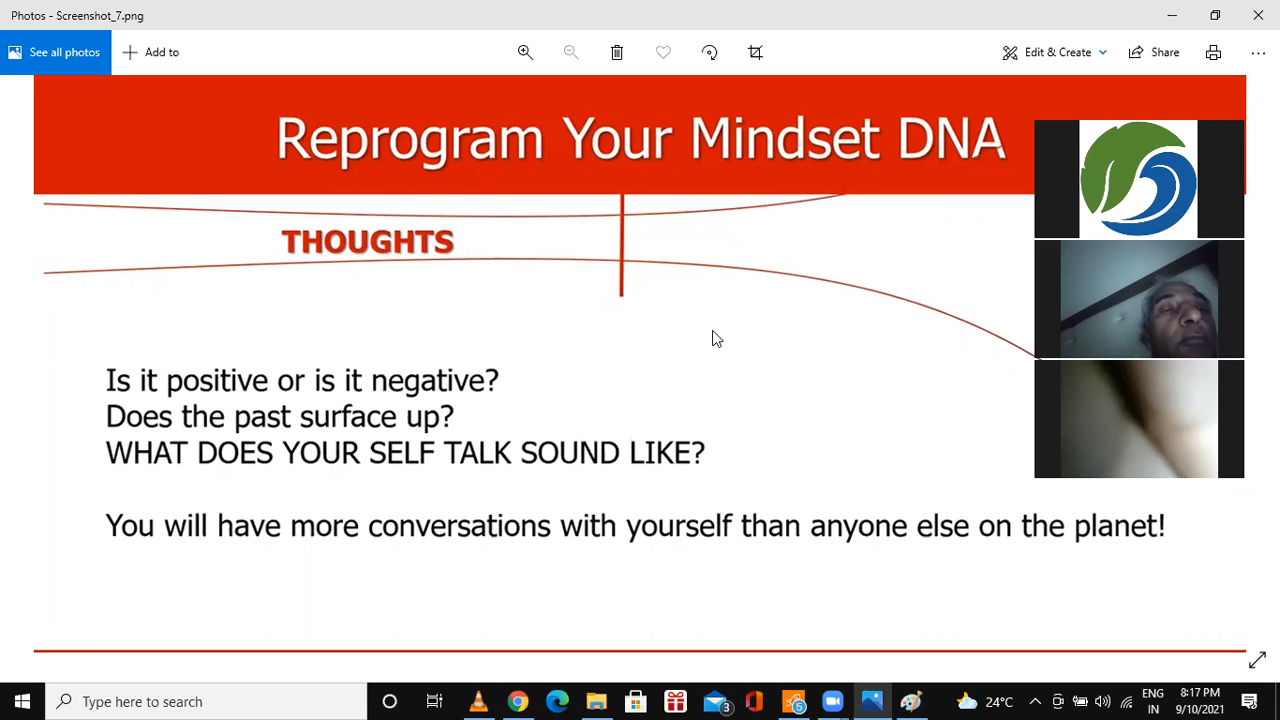 Photos - Screenshot_7.png
See all photos
Add to
Edit & Create
Share
Reprogram Your Mindset DNA
THOUGHTS
Is it positive or is it negative?
Does the past surface up?
WHAT DOES YOUR SELF TALK SOUND LIKE?
You will have more conversations with yourself than anyone else on the planet!
Type here to search
3
5
24°C
ENG
IN
8:17 PM
9/10/2021
5